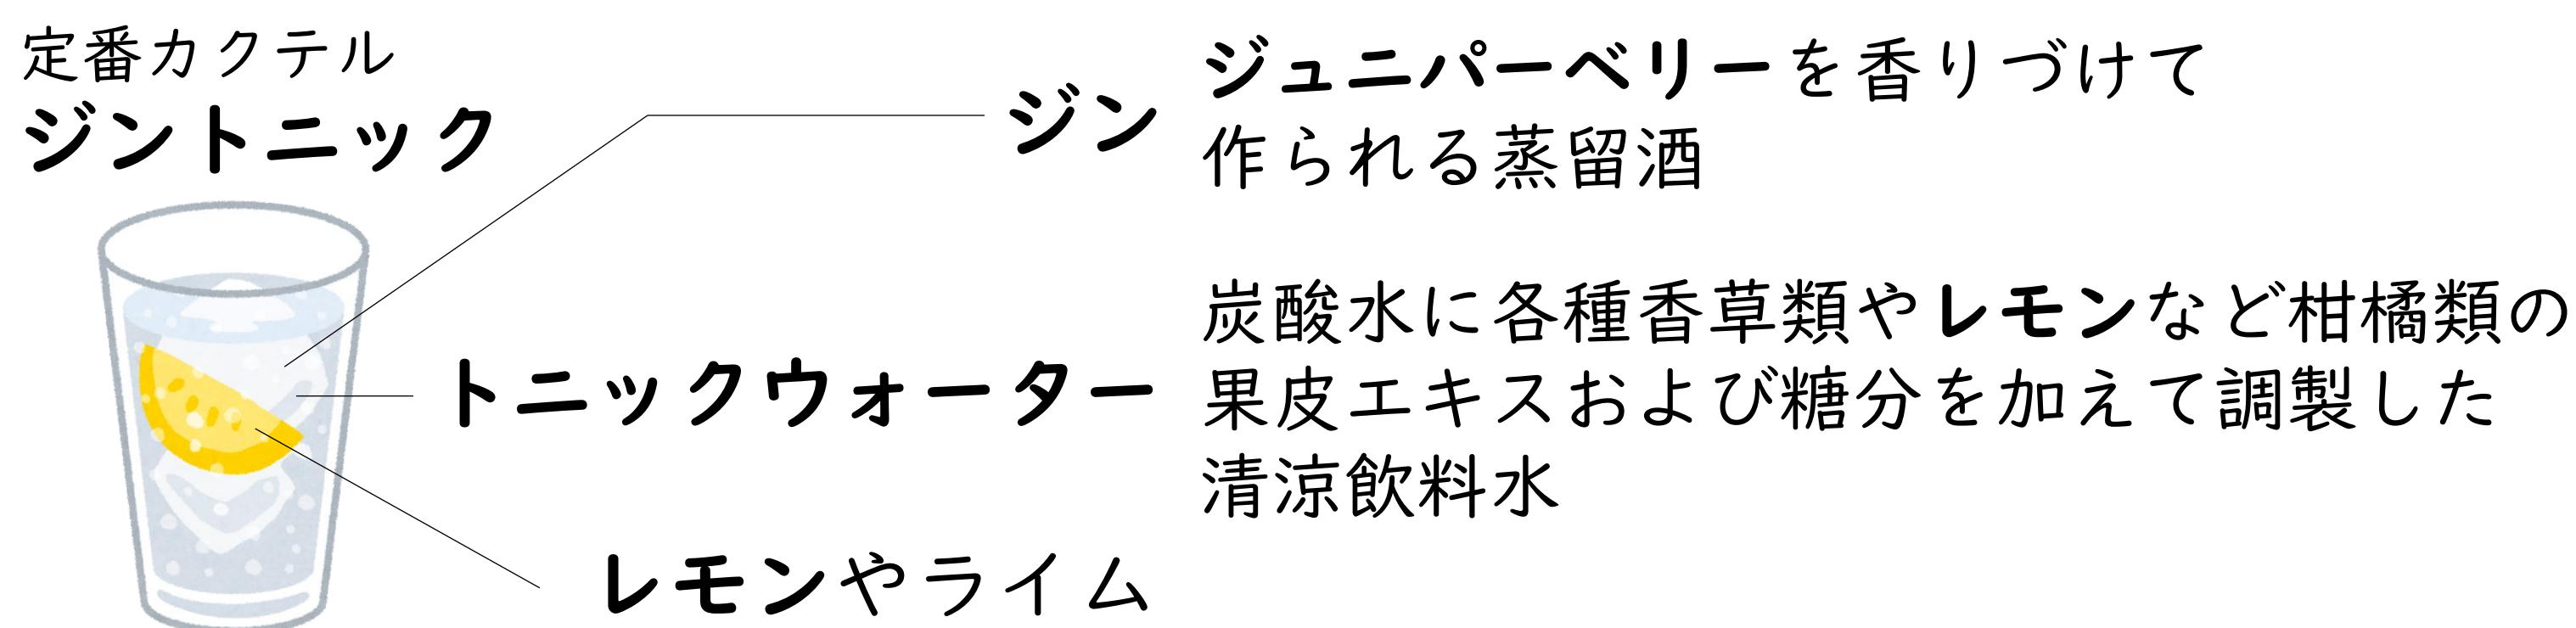 定番カクテル
ジントニック
ジン
ジュニパーベリーを香りづけて
作られる蒸留酒
トニックウォーター
炭酸水に各種香草類やレモンなど柑橘類の
果皮エキスおよび糖分を加えて調製した
清涼飲料水
レモンやライム